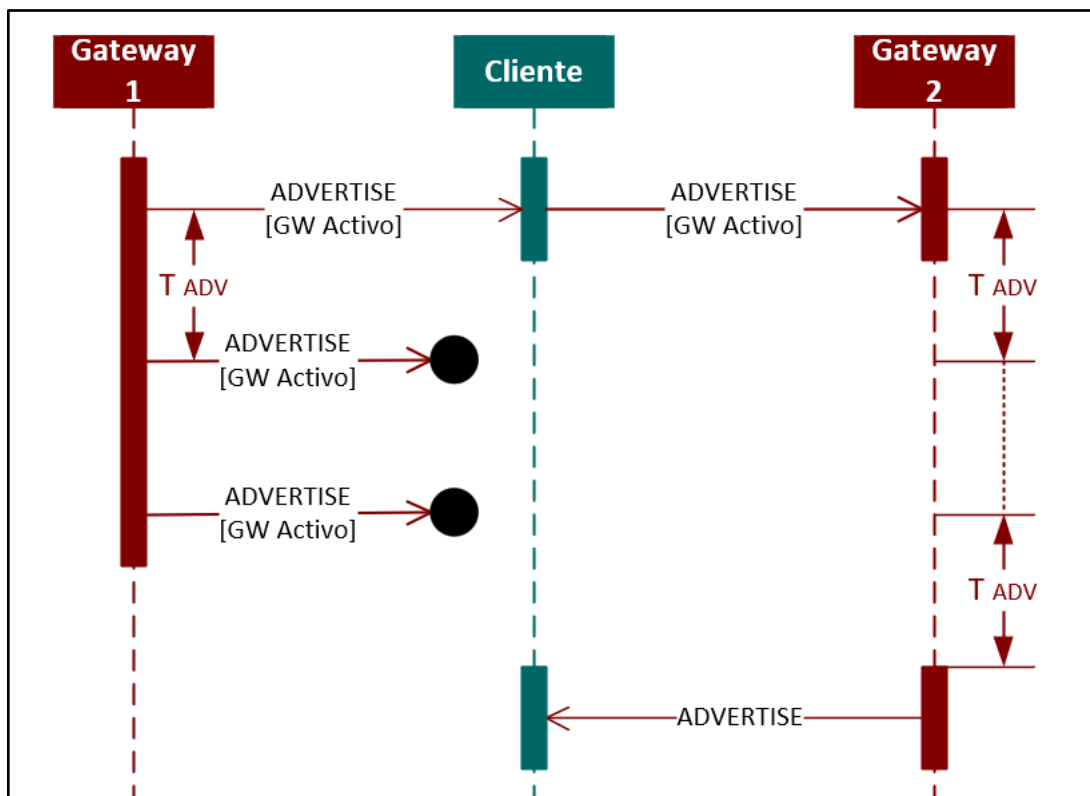 Gateway
1
Cliente
Gateway
2
ADVERTISE
[GW Activo]
ADVERTISE
[GW Activo]
T ADV
T ADV
ADVERTISE
[GW Activo]
ADVERTISE
[GW Activo]
T ADV
ADVERTISE